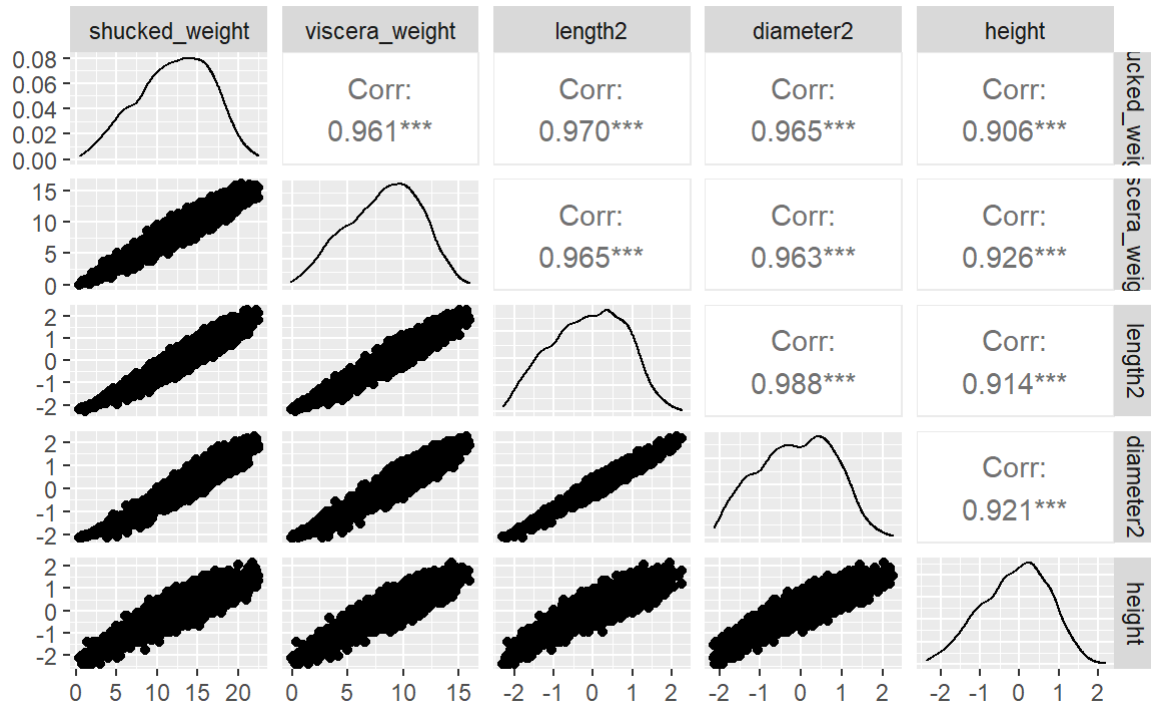 shucked_weight viscera_weight length2 diameter2 height
0.08
0.06
0.04
0.02
0.00
Corr:
0.961***
Corr:
0.970***
Corr:
0.965***
Corr:
0.906***
ucked_weig
15
10
5
0
Corr:
0.965***
Corr:
0.963***
Corr:
0.926***
scera_weig
2
1
0
-1
-2
Corr:
0.988***
Corr:
0.914***
length2
2
1
0
-1
-2
Corr:
0.921***
diameter2
2
1
0
-1
-2
height
0 5 10 15 20
0 5 10 15
-2 -1 0 1 2
-2 -1 0 1 2
-2 -1 0 1 2